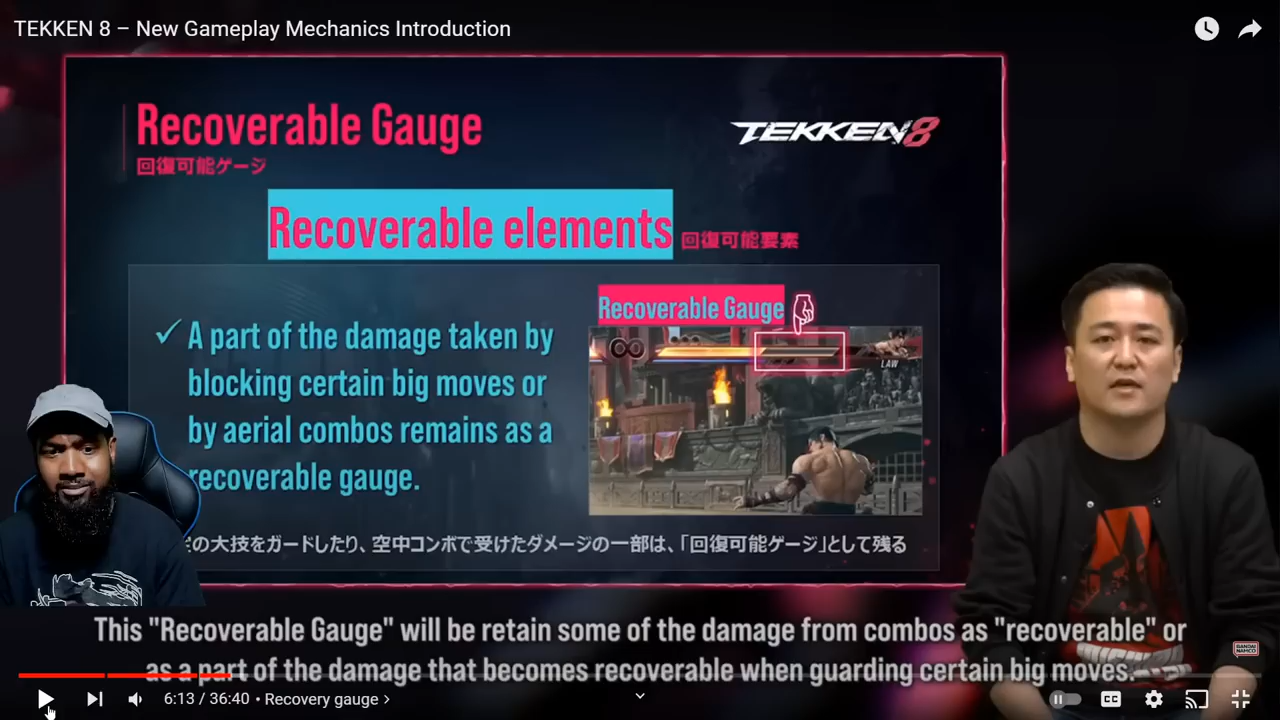 TEKKEN 8 – New Gameplay Mechanics Introduction
Recoverable Gauge
TEKKEN8
回復可能ゲージ
Recoverable elements 回復可能要素
Recoverable Gauge
✓ A part of the damage taken by
blocking certain big moves or
by aerial combos remains as a
recoverable gauge.
LAW
の大技をガードしたり、空中コンボで受けたダメージの一部は、「回復可能ゲージ」として残る
This "Recoverable Gauge" will be retain some of the damage from combos as "recoverable" or
as a part of the damage that becomes recoverable when guarding certain big moves.
BANDAI
NAMCO
6:13 / 36:40 • Recovery gauge >
CC